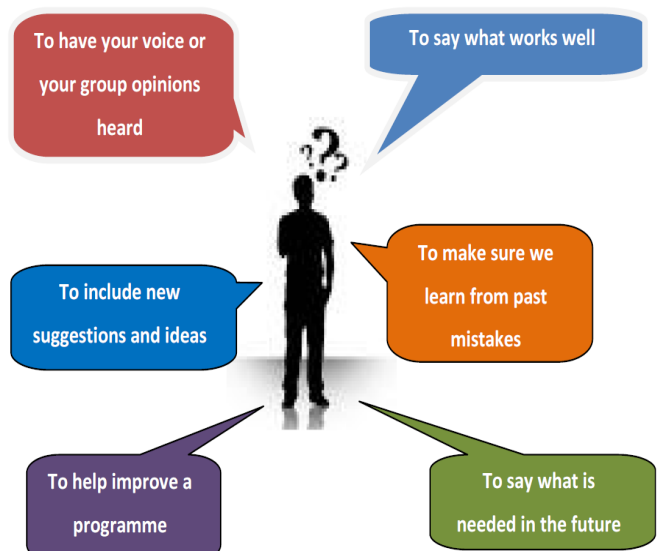 To have your voice or
your group opinions
heard
To say what works well
???
To include new
suggestions and ideas
To make sure we
learn from past
mistakes
To help improve a
programme
To say what is
needed in the future